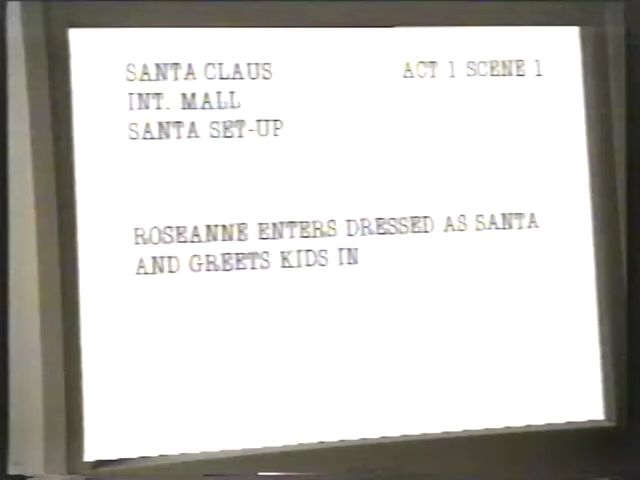 SANTA CLAUS ACT 1 SCENE 1
INT. MALL
SANTA SET-UP
ROSEANNE ENTERS DRESSED AS SANTA
AND GREETS KIDS IN